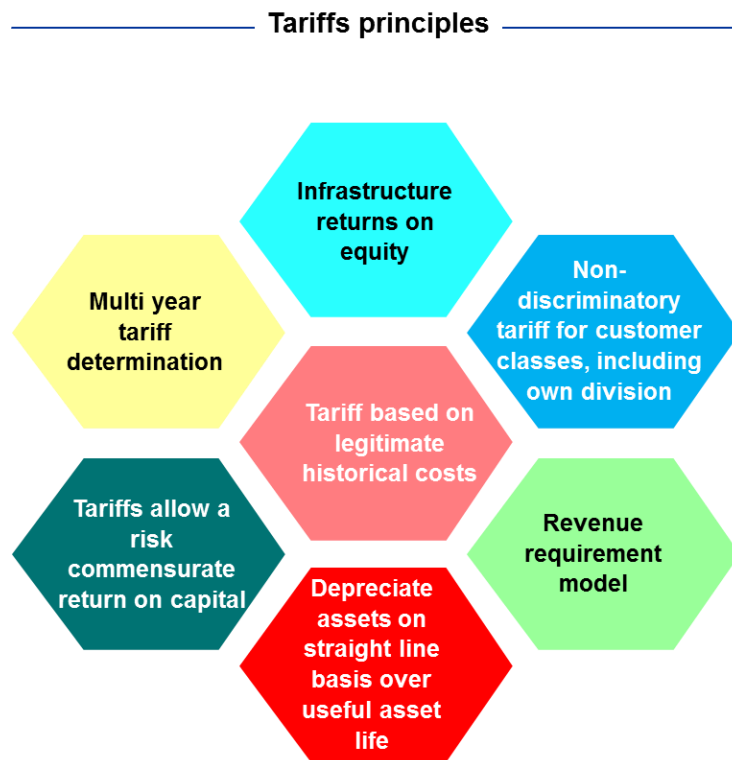 Tariffs principles
Infrastructure
returns on
equity
Multi year
tariff
determination
Non-
discriminatory
tariff for customer
classes, including
own division
Tariff based on
legitimate
historical costs
Tariffs allow a
risk
commensurate
return on capital
Revenue
requirement
model
Depreciate
assets on
straight line
basis over
useful asset
life